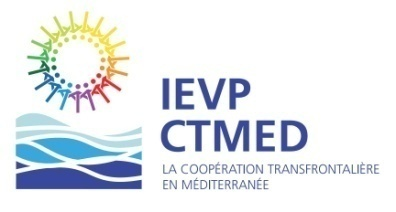 IEVP
CTMED
LA COOPÉRATION TRANSFRONTALIÈRE
EN MÉDITERRANÉE